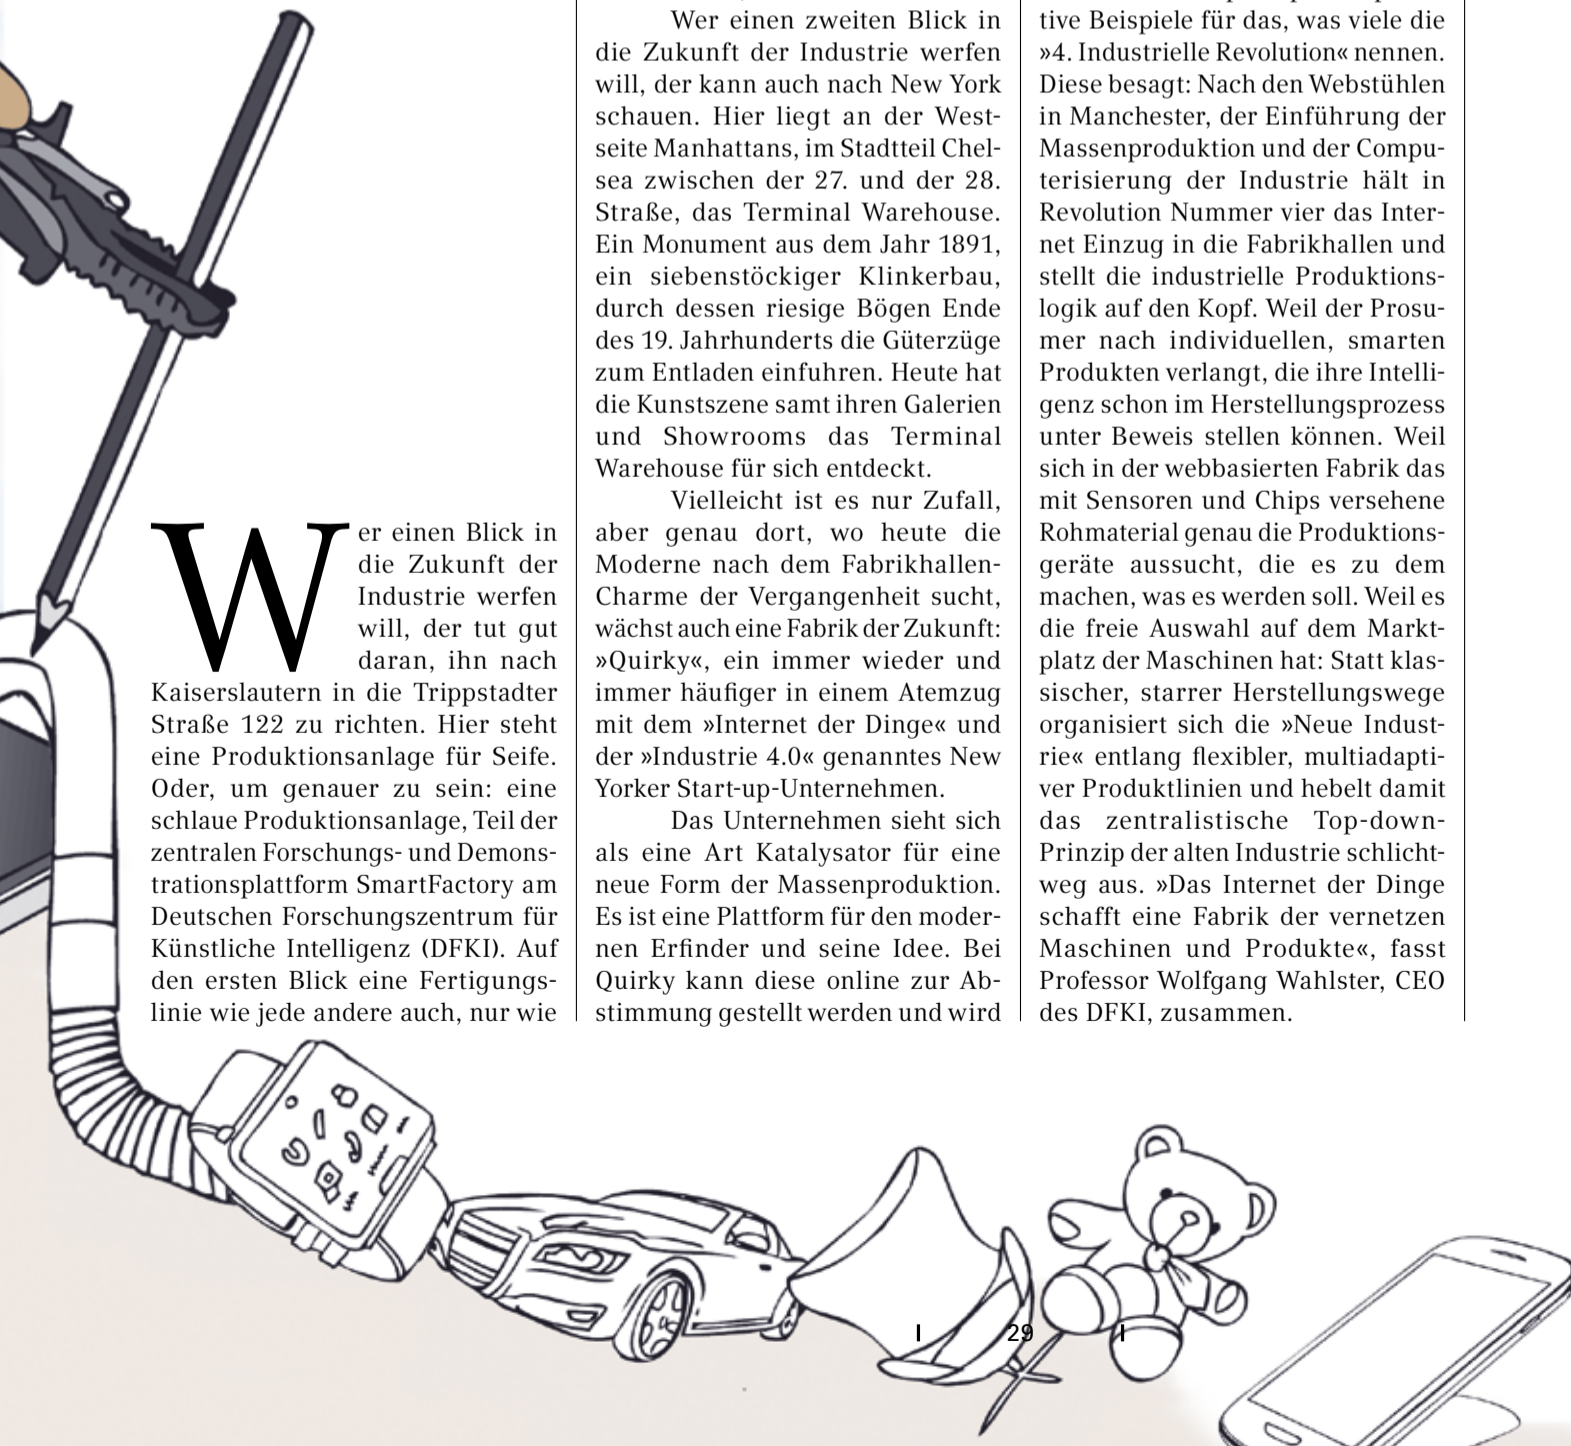 Wer einen Blick in
die Zukunft der
Industrie werfen
will, der tut gut
daran, ihn nach
Kaiserslautern in die Trippstadter
Straße 122 zu richten. Hier steht
eine Produktionsanlage für Seife.
Oder, um genauer zu sein: eine
schlaue Produktionsanlage, Teil der
zentralen Forschungs- und Demons-
trationsplattform SmartFactory am
Deutschen Forschungszentrum für
Künstliche Intelligenz (DFKI). Auf
den ersten Blick eine Fertigungs-
linie wie jede andere auch, nur wie
Wer einen zweiten Blick in
die Zukunft der Industrie werfen
will, der kann auch nach New York
schauen. Hier liegt an der West-
seite Manhattans, im Stadtteil Chel-
sea zwischen der 27. und der 28.
Straße, das Terminal Warehouse.
Ein Monument aus dem Jahr 1891,
ein siebenstöckiger Klinkerbau,
durch dessen riesige Bögen Ende
des 19. Jahrhunderts die Güterzüge
zum Entladen einfuhren. Heute hat
die Kunstszene samt ihren Galerien
und Showrooms das Terminal
Warehouse für sich entdeckt.
Vielleicht ist es nur Zufall,
aber genau dort, wo heute die
Moderne nach dem Fabrikhallen-
Charme der Vergangenheit sucht,
wächst auch eine Fabrik der Zukunft:
»Quirky«, ein immer wieder und
immer häufiger in einem Atemzug
mit dem »Internet der Dinge« und
der »Industrie 4.0« genanntes New
Yorker Start-up-Unternehmen.
Das Unternehmen sieht sich
als eine Art Katalysator für eine
neue Form der Massenproduktion.
Es ist eine Plattform für den moder-
nen Erfinder und seine Idee. Bei
Quirky kann diese online zur Ab-
stimmung gestellt werden und wird
tive Beispiele für das, was viele die
»4. Industrielle Revolution« nennen.
Diese besagt: Nach den Webstühlen
in Manchester, der Einführung der
Massenproduktion und der Compu-
terisierung der Industrie hält in
Revolution Nummer vier das Inter-
net Einzug in die Fabrikhallen und
stellt die industrielle Produktions-
logik auf den Kopf. Weil der Prosu-
mer nach individuellen, smarten
Produkten verlangt, die ihre Intelli-
genz schon im Herstellungsprozess
unter Beweis stellen können. Weil
sich in der webbasierten Fabrik das
mit Sensoren und Chips versehene
Rohmaterial genau die Produktions-
geräte aussucht, die es zu dem
machen, was es werden soll. Weil es
die freie Auswahl auf dem Markt-
platz der Maschinen hat: Statt klas-
sischer, starrer Herstellungswege
organisiert sich die »Neue Indust-
rie« entlang flexibler, multiadapti-
ver Produktlinien und hebelt damit
das zentralistische Top-down-
Prinzip der alten Industrie schlicht-
weg aus. »Das Internet der Dinge
schafft eine Fabrik der vernetzen
Maschinen und Produkte«, fasst
Professor Wolfgang Wahlster, CEO
des DFKI, zusammen.
29